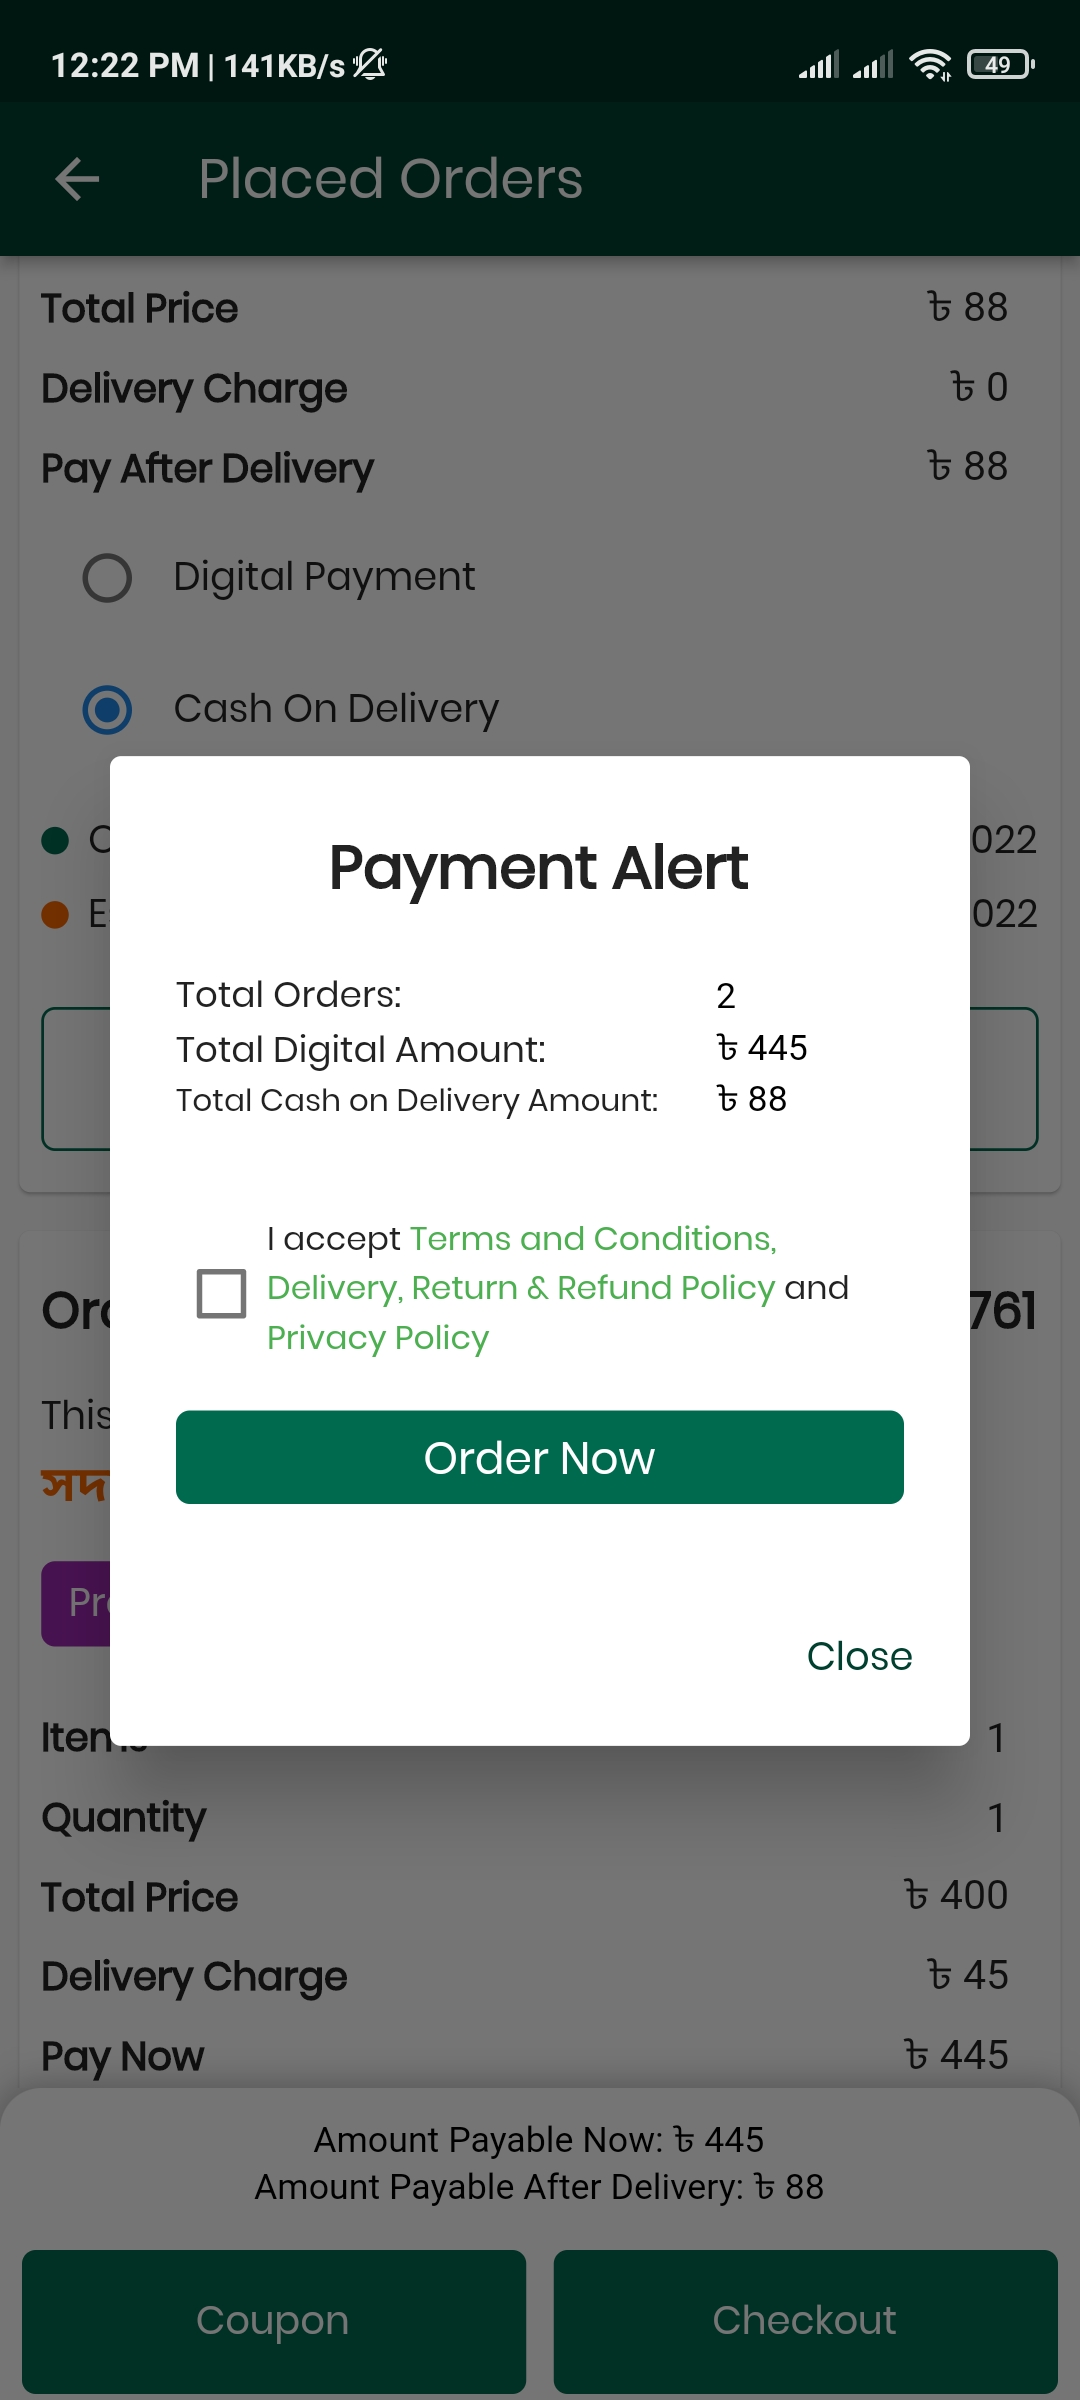 12:22 PM | 141KB/s
49
Placed Orders
Total Price ৳ 88
Delivery Charge ৳ 0
Pay After Delivery ৳ 88
Digital Payment
Cash On Delivery
022
022
Payment Alert
Total Orders: 2
Total Digital Amount: ৳ 445
Total Cash on Delivery Amount: ৳ 88
I accept Terms and Conditions,
Delivery, Return & Refund Policy and
Privacy Policy
761
This
Order Now
Close
Items 1
Quantity 1
Total Price ৳ 400
Delivery Charge ৳ 45
Pay Now ৳ 445
Amount Payable Now: ৳ 445
Amount Payable After Delivery: ৳ 88
Coupon
Checkout